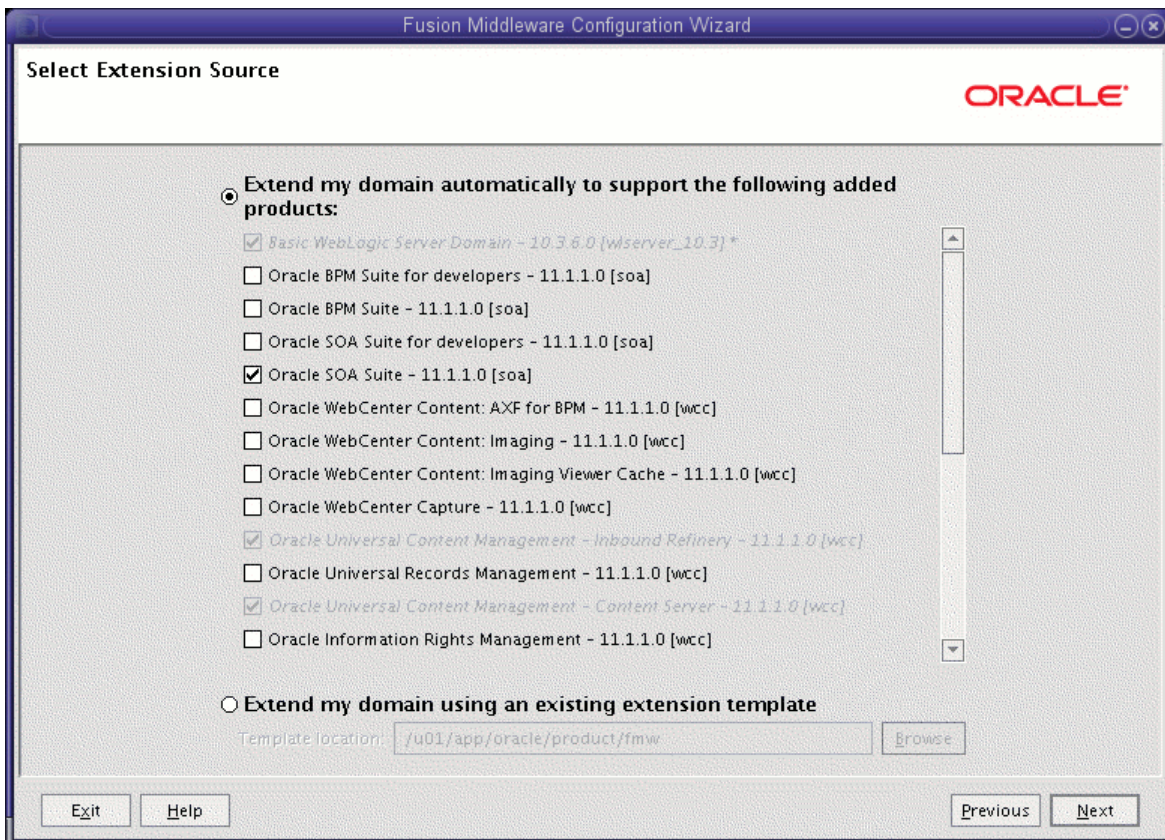 Fusion Middleware Configuration Wizard
Select Extension Source
ORACLE
Extend my domain automatically to support the following added
products:
Basic WebLogic Server Domain - 10.3.6.0 [wlserver_10.3] *
Oracle BPM Suite for developers - 11.1.1.0 [soa]
Oracle BPM Suite - 11.1.1.0 [soa]
Oracle SOA Suite for developers - 11.1.1.0 [soa]
Oracle SOA Suite - 11.1.1.0 [soa]
Oracle WebCenter Content: AXF for BPM - 11.1.1.0 [wcc]
Oracle WebCenter Content: Imaging - 11.1.1.0 [wcc]
Oracle WebCenter Content: Imaging Viewer Cache - 11.1.1.0 [wcc]
Oracle WebCenter Capture - 11.1.1.0 [wcc]
Oracle Universal Content Management - Inbound Refinery - 11.1.1.0 [wcc]
Oracle Universal Records Management - 11.1.1.0 [wcc]
Oracle Universal Content Management - Content Server - 11.1.1.0 [wcc]
Oracle Information Rights Management - 11.1.1.0 [wcc]
Extend my domain using an existing extension template
Template location: /u01/app/oracle/product/fmw Browse
Exit Help Previous Next